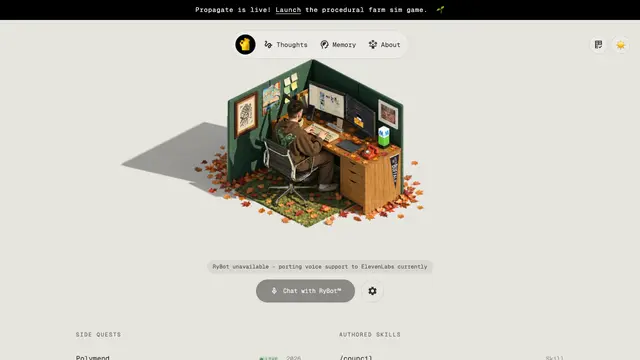 Propagate is live! Launch the procedural farm sim game.
Thoughts Memory About
RyBot unavailable - porting voice support to ElevenLabs currently
Chat with RyBot™
SIDE QUESTS AUTHORED SKILLS
Polymend Live 2026 /council Skill